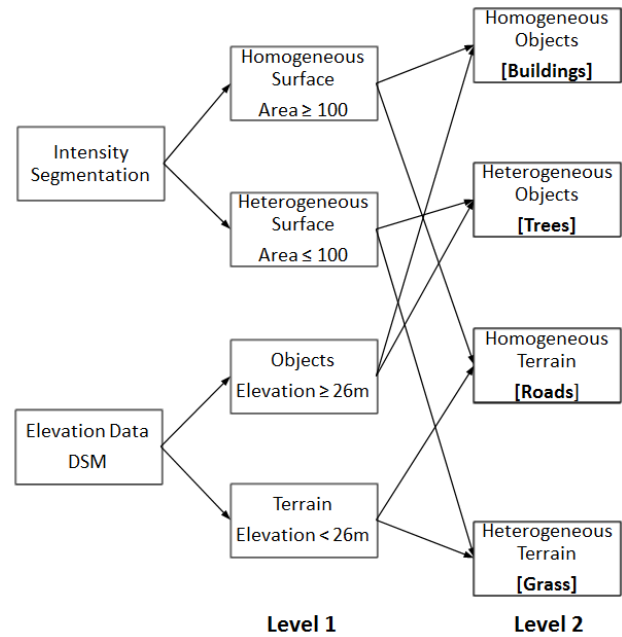 Intensity
Segmentation
Elevation Data
DSM
Homogeneous
Surface
Area ≥ 100
Heterogeneous
Surface
Area ≤ 100
Objects
Elevation ≥ 26m
Terrain
Elevation < 26m
Level 1
Homogeneous
Objects
[Buildings]
Heterogeneous
Objects
[Trees]
Homogeneous
Terrain
[Roads]
Heterogeneous
Terrain
[Grass]
Level 2